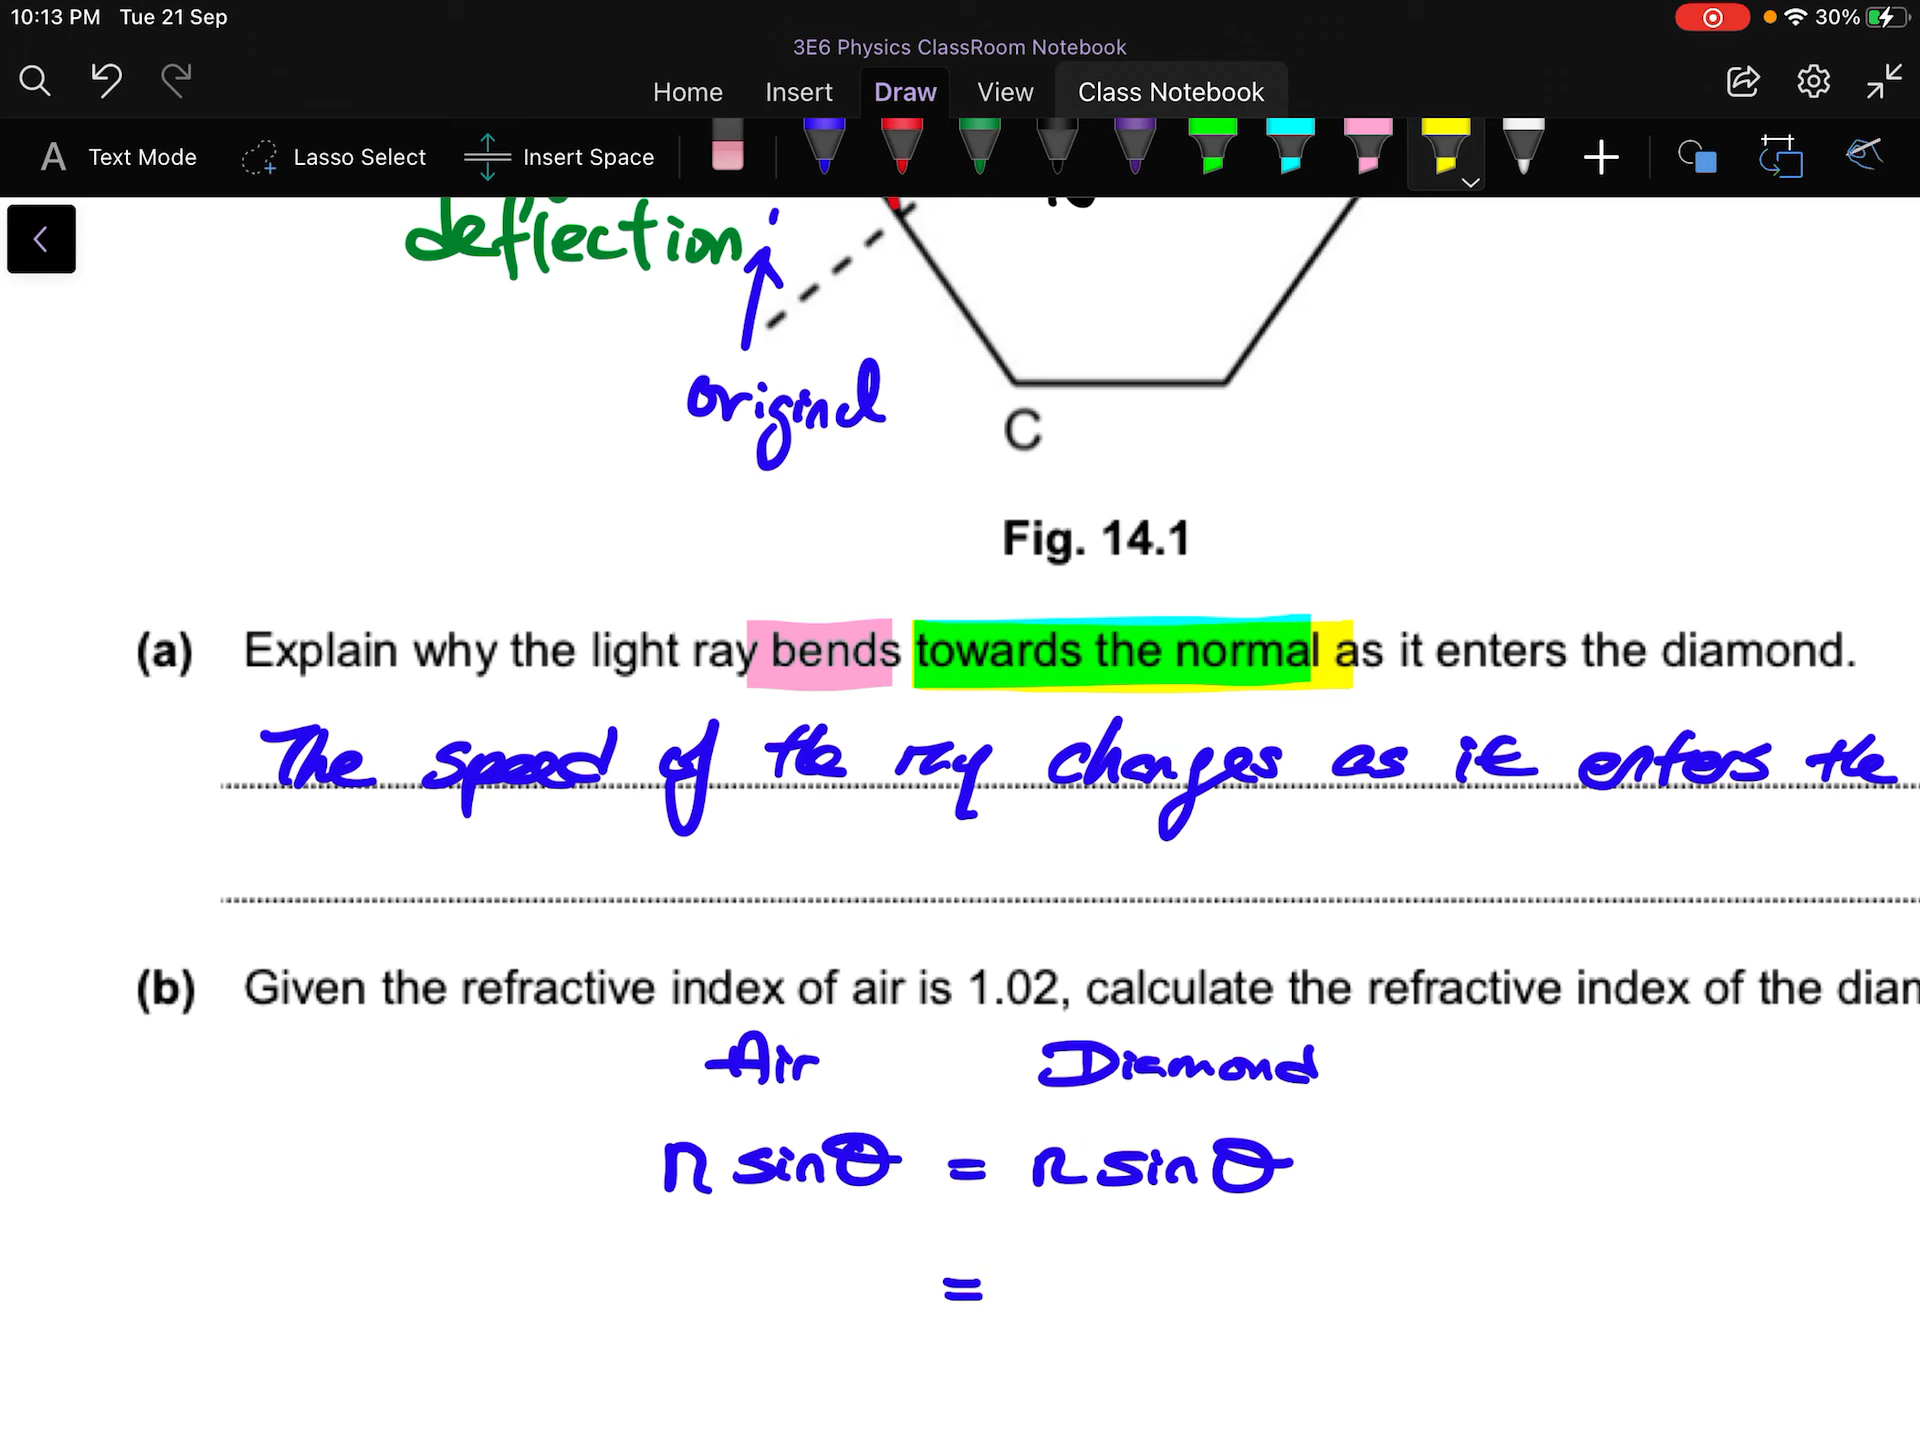 10:13 PM Tue 21 Sep
30%
3E6 Physics ClassRoom Notebook
Home Insert Draw View Class Notebook
A Text Mode Lasso Select Insert Space
deflection
original
C
Fig. 14.1
(a) Explain why the light ray bends towards the normal as it enters the diamond.
The speed of the ray changes as it enters the
(b) Given the refractive index of air is 1.02, calculate the refractive index of the diam
Air Diamond
n sinθ = n sinθ
=